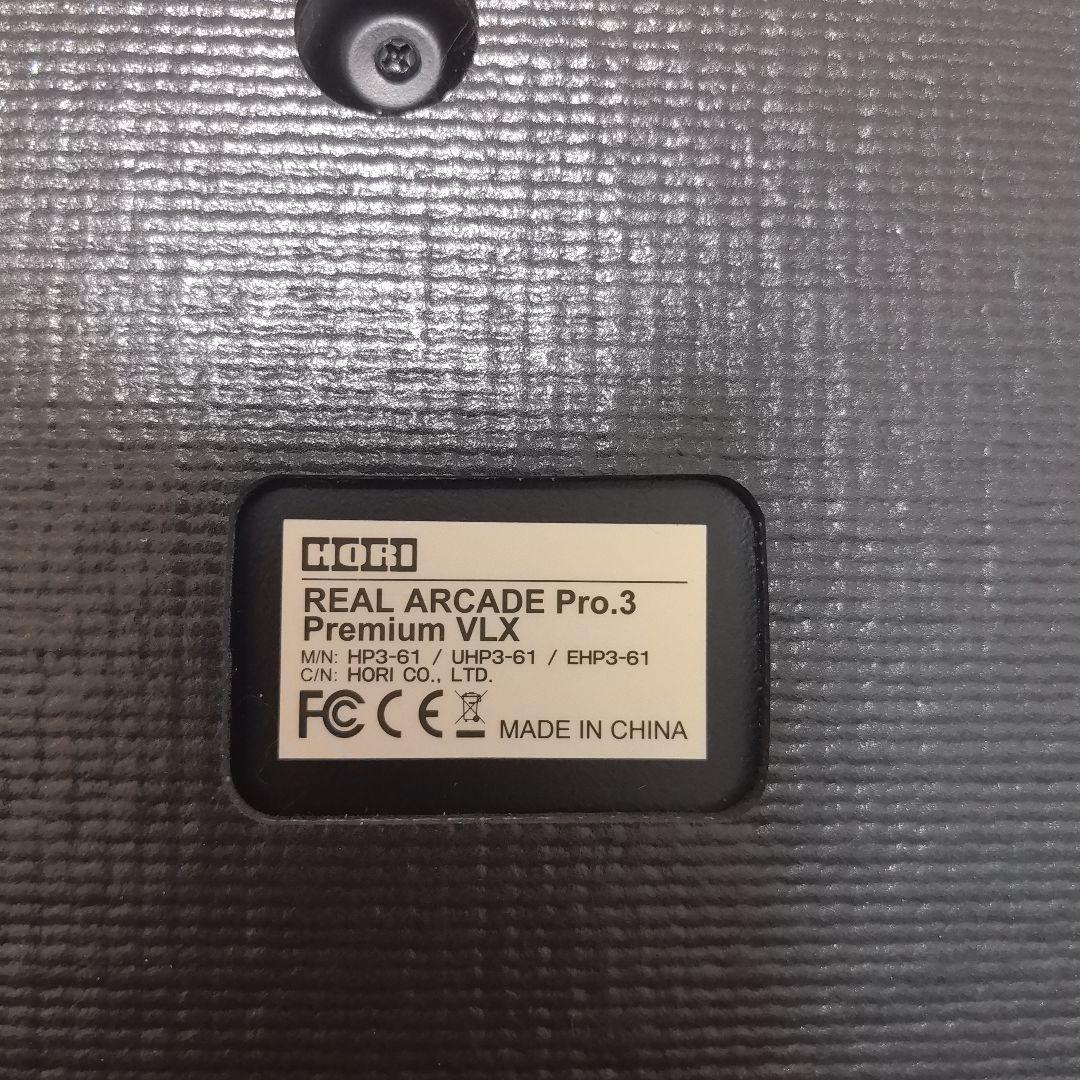 HORI
REAL ARCADE Pro.3
Premium VLX
M/N: HP3-61 / UHP3-61 / EHP3-61
C/N: HORI CO., LTD.
FC CE MADE IN CHINA